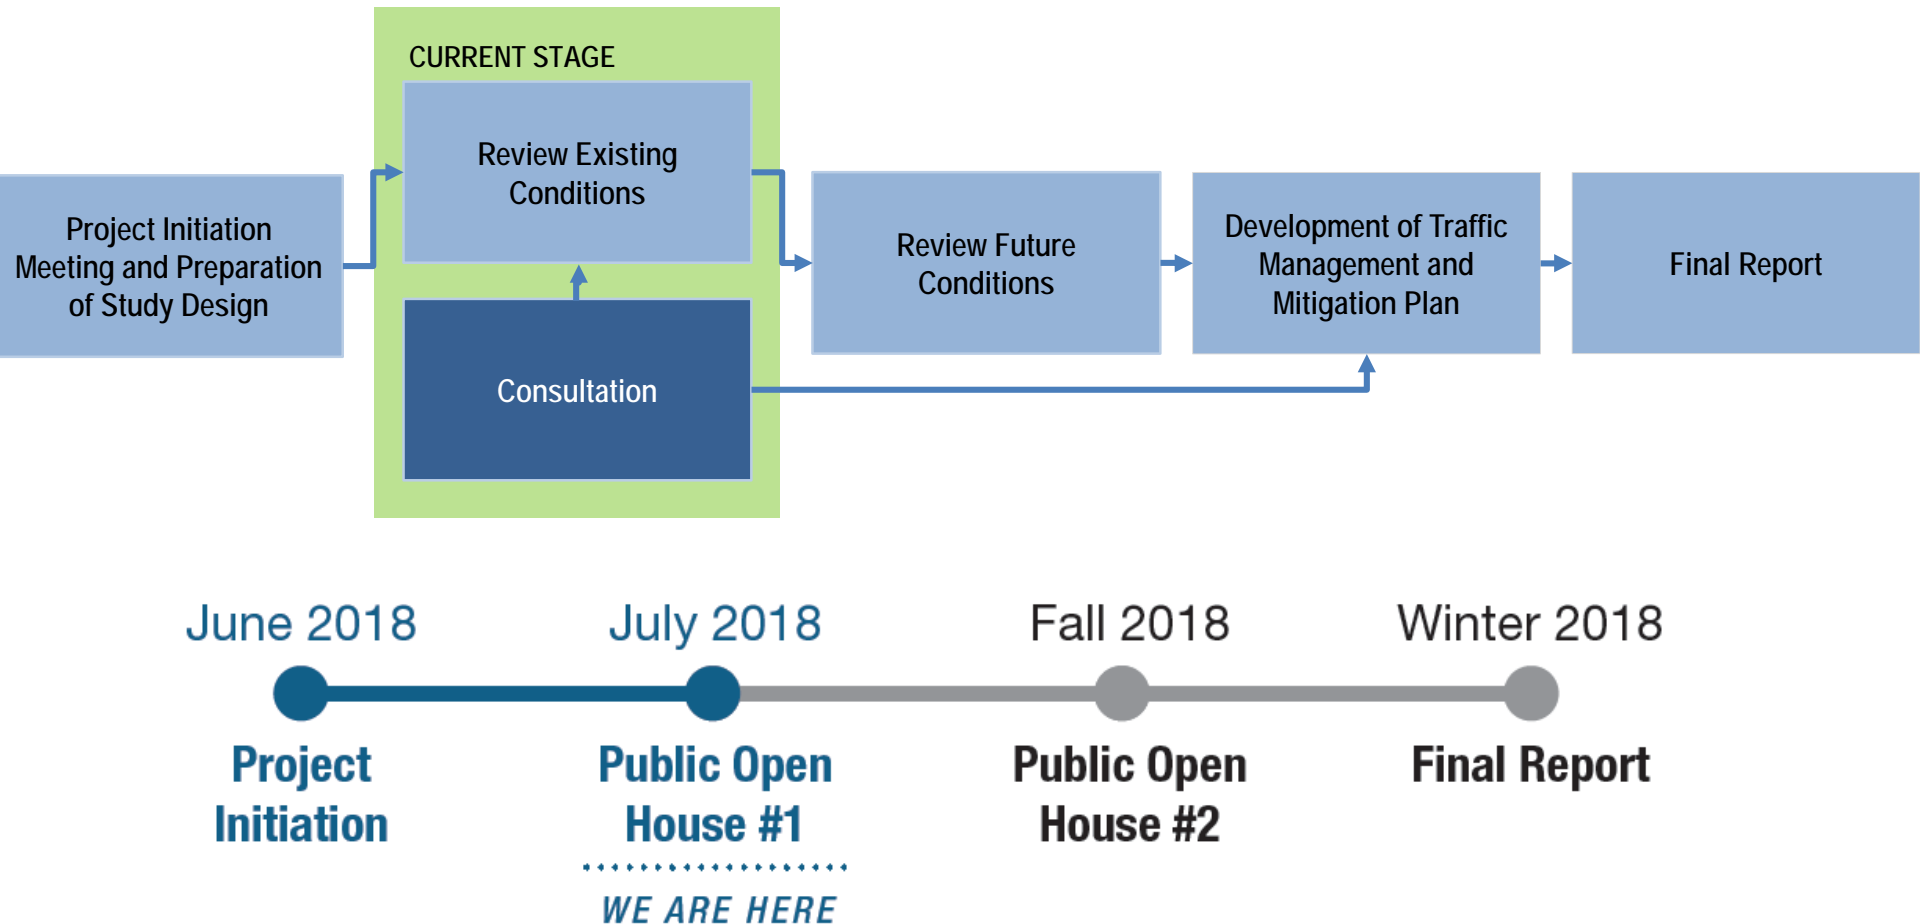 CURRENT STAGE
Review Existing
Conditions
Project Initiation
Meeting and Preparation
of Study Design
Review Future
Conditions
Development of Traffic
Management and
Mitigation Plan
Final Report
Consultation
June 2018
July 2018
Fall 2018
Winter 2018
Project
Initiation
Public Open
House #1
Public Open
House #2
Final Report
WE ARE HERE